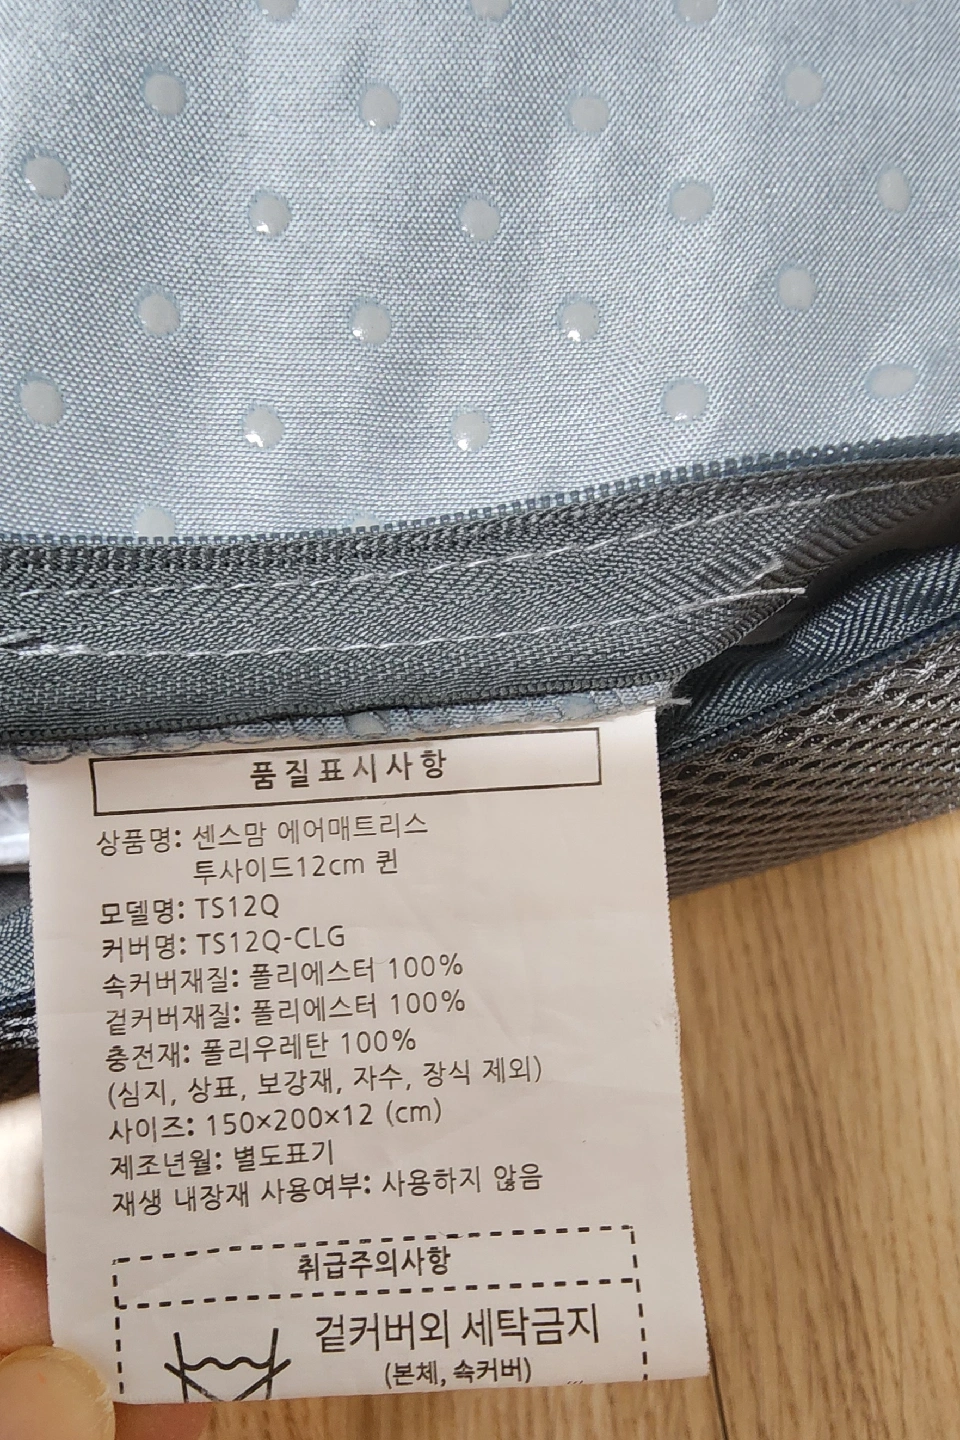 품질표시사항
상품명: 센스맘 에어매트리스
투사이드12cm 퀸
모델명: TS12Q
커버명: TS12Q-CLG
속커버재질: 폴리에스터 100%
겉커버재질: 폴리에스터 100%
충전재: 폴리우레탄 100%
(심지, 상표, 보강재, 자수, 장식 제외)
사이즈: 150×200×12 (cm)
제조년월: 별도표기
재생 내장재 사용여부: 사용하지 않음
취급주의사항
겉커버외 세탁금지
(본체, 속커버)